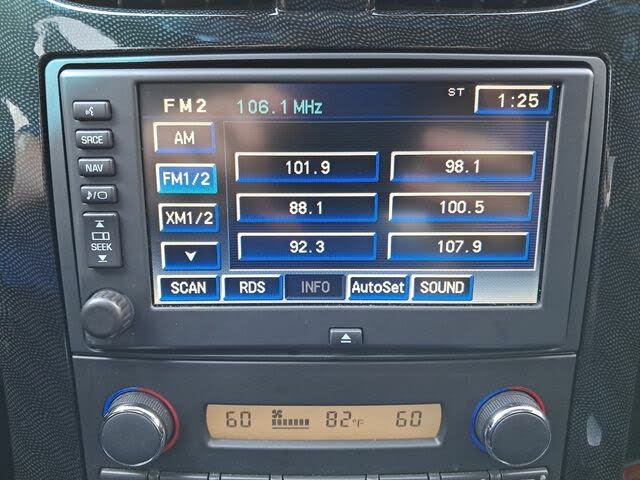 FM2 106.1 MHz ST 1:25
AM
SRCE
FM1/2 101.9 98.1
NAV
XM1/2 88.1 100.5
SEEK 92.3 107.9
SCAN RDS INFO AutoSet SOUND
60 82°F 60